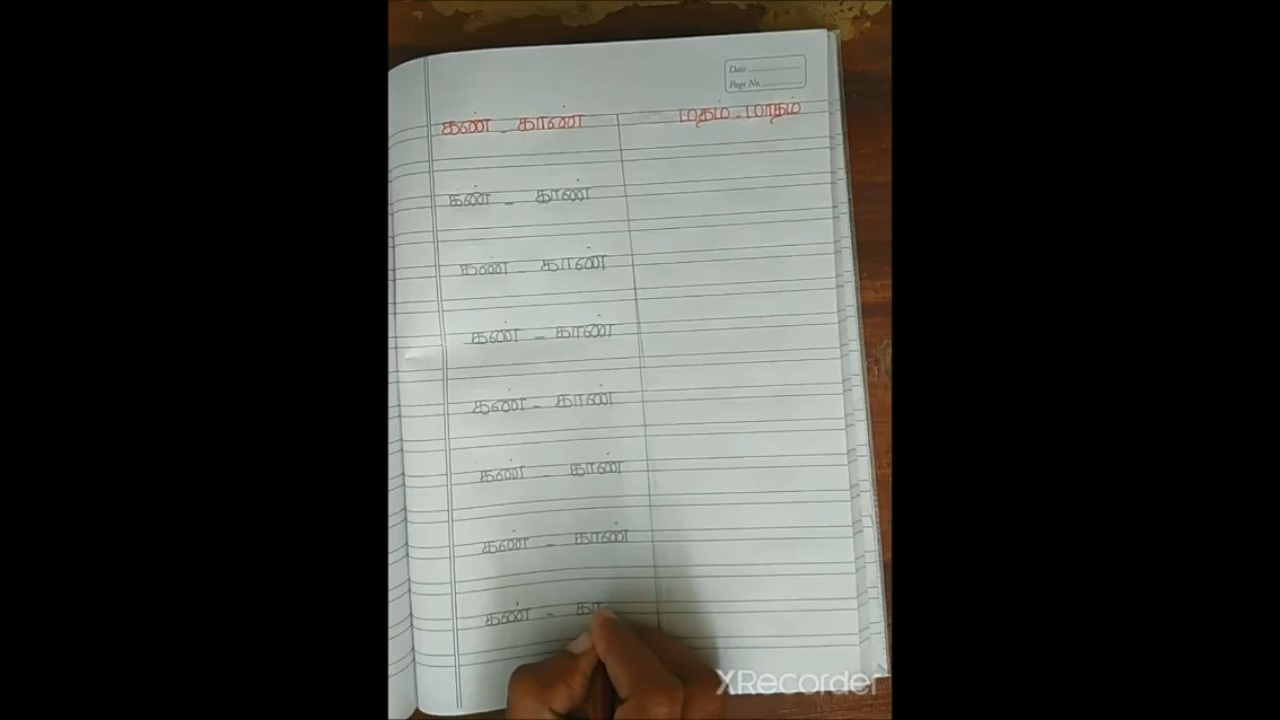 Date
Page No.
கண் - காண் மதம் - மாதம்
கண் - காண்
கண் - காண்
கண் - காண்
கண் - காண்
கண் - காண்
கண் - காண்
கண் - கா
XRecorder